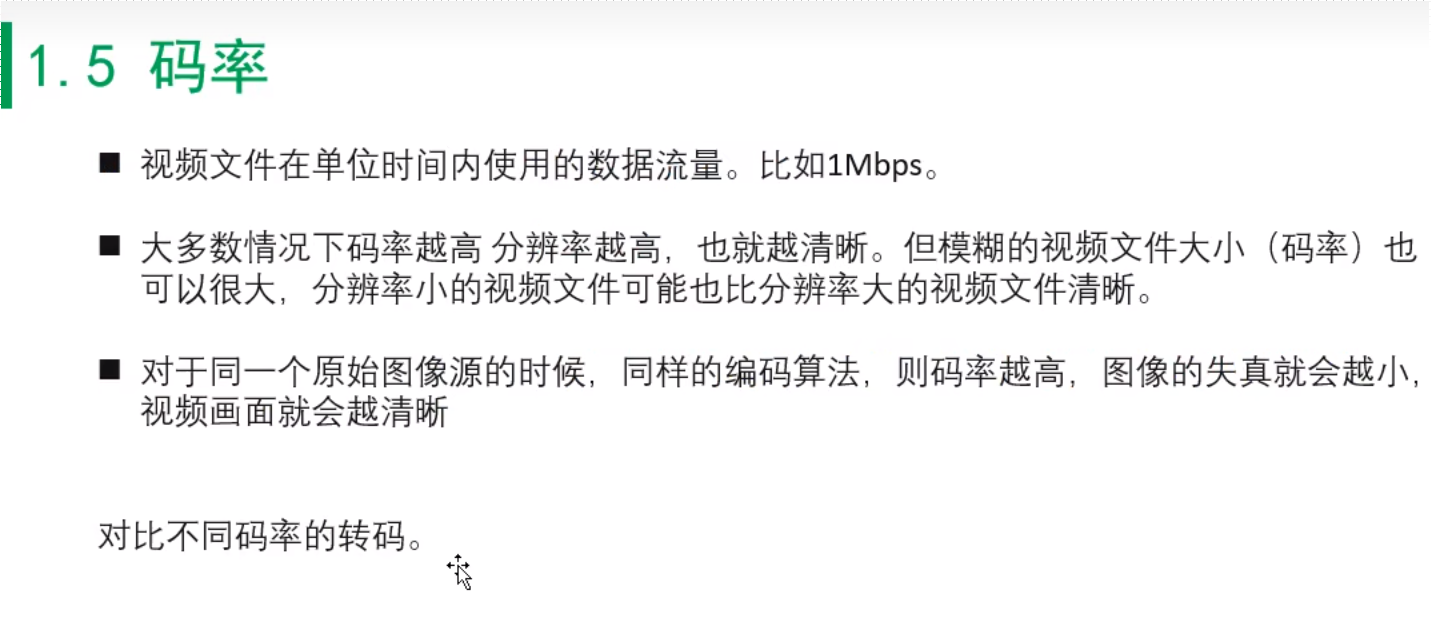 1.5 码率
■ 视频文件在单位时间内使用的数据流量。比如1Mbps。
■ 大多数情况下码率越高 分辨率越高，也就越清晰。但模糊的视频文件大小（码率）也
可以很大，分辨率小的视频文件可能也比分辨率大的视频文件清晰。
■ 对于同一个原始图像源的时候，同样的编码算法，则码率越高，图像的失真就会越小，
视频画面就会越清晰
对比不同码率的转码。